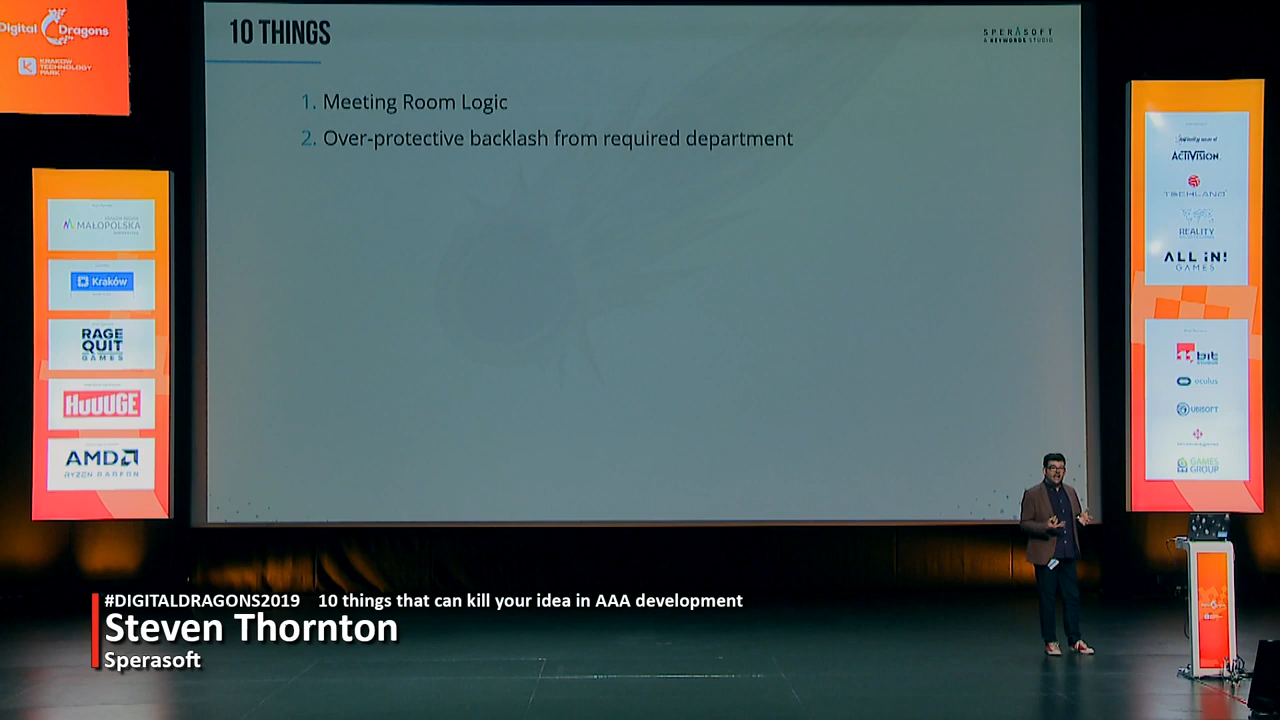 Digital Dragons
KRAKOW
TECHNOLOGY
PARK
10 THINGS
SPERASOFT
A KEYWORDS STUDIO
1. Meeting Room Logic
2. Over-protective backlash from required department
MAŁOPOLSKA
Kraków
RAGE
QUIT
GAMES
HUUUGE
AMD
RYZEN RADEON
ACTIVISION
TECHLAND
REALITY
ALL iN!
GAMES
11 bit
oculus
UBISOFT
GAMES
GROUP
#DIGITALDRAGONS2019 10 things that can kill your idea in AAA development
Steven Thornton
Sperasoft